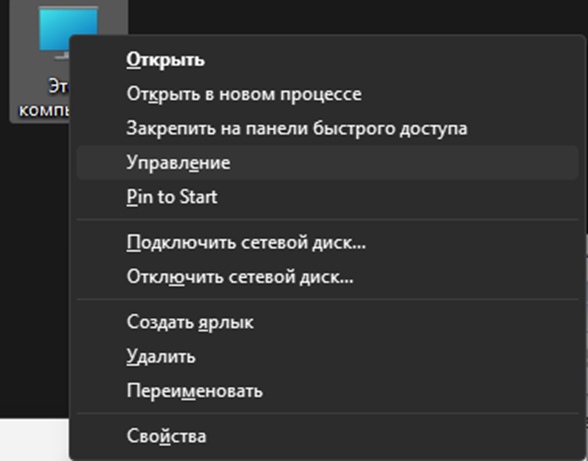 Эт
комп
Открыть
Открыть в новом процессе
Закрепить на панели быстрого доступа
Управление
Pin to Start
Подключить сетевой диск...
Отключить сетевой диск...
Создать ярлык
Удалить
Переименовать
Свойства